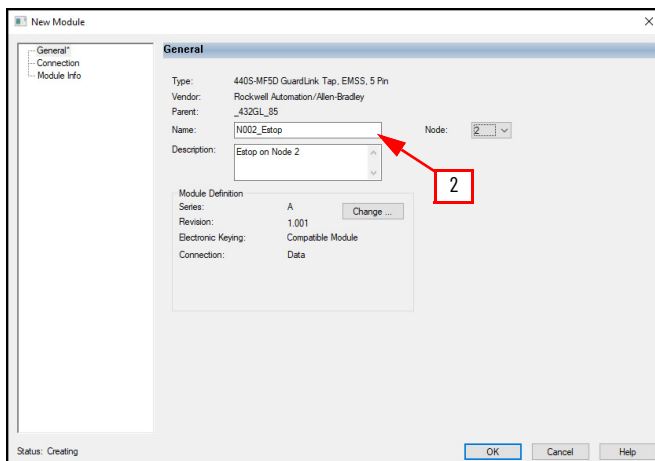 New Module
General*
Connection
Module Info
General
Type: 440S-MF5D GuardLink Tap, EMSS, 5 Pin
Vendor: Rockwell Automation/Allen-Bradley
Parent: _432GL_85
Name: N002_Estop Node: 2
Description: Estop on Node 2
2
Module Definition
Series: A Change ...
Revision: 1.001
Electronic Keying: Compatible Module
Connection: Data
Status: Creating OK Cancel Help